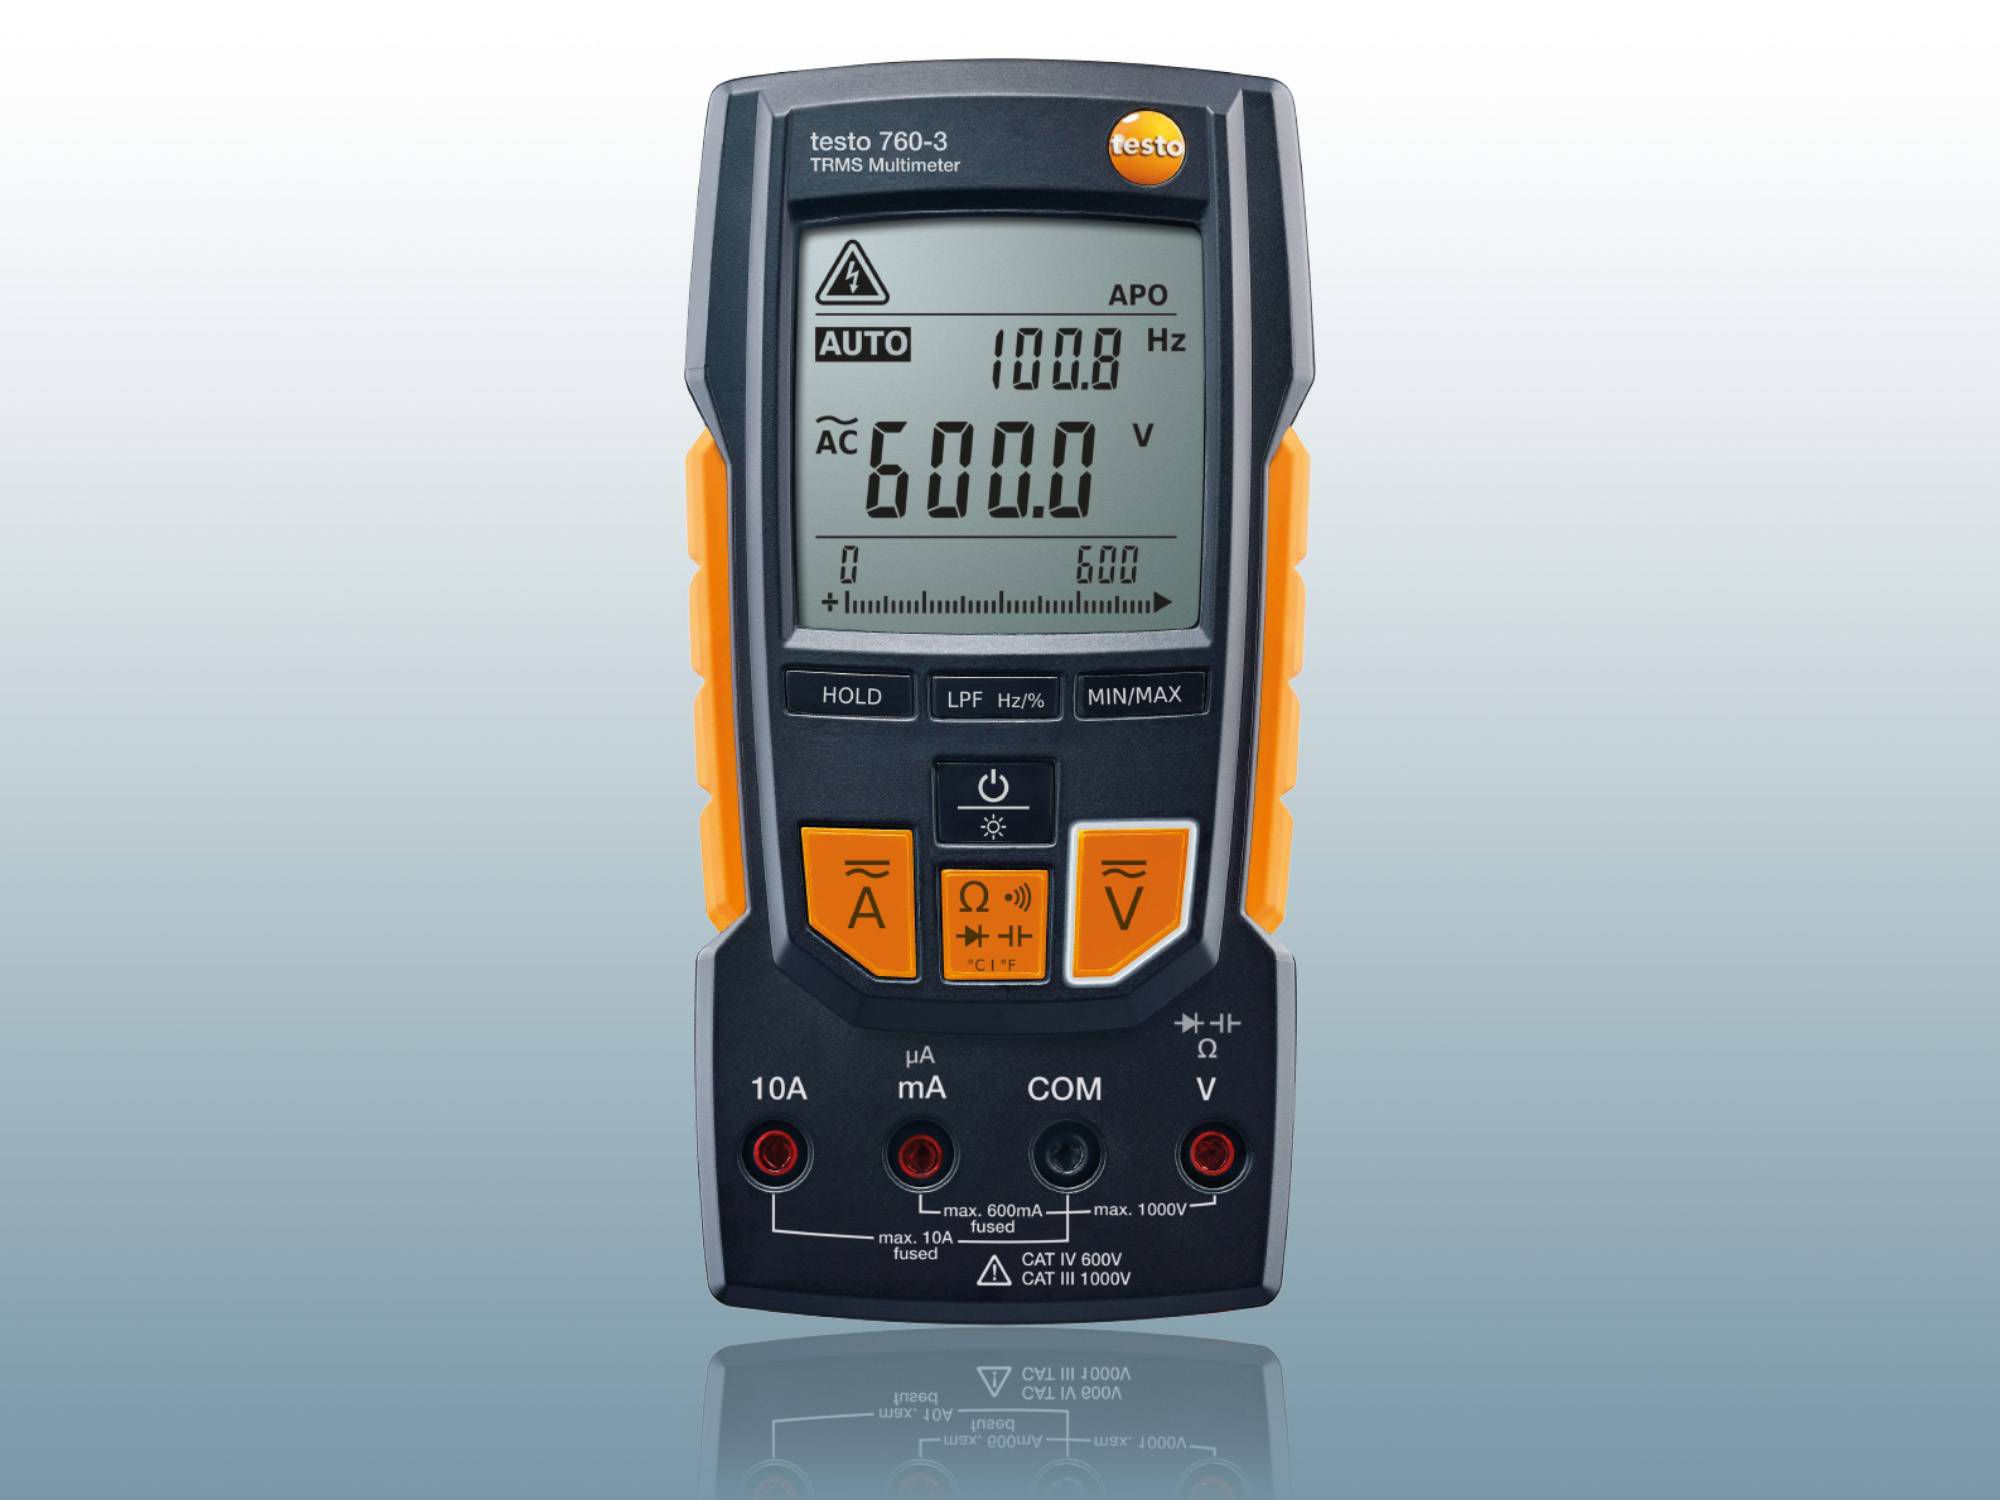 testo 760-3
TRMS Multimeter
testo
APO
AUTO
100.8 Hz
AC 600.0 V
0 600
+
HOLD
LPF Hz/%
MIN/MAX
A
Ω
°C | °F
V
10A
µA
mA
COM
Ω
V
max. 600mA
fused
max. 1000V
max. 10A
fused
CAT IV 600V
CAT III 1000V